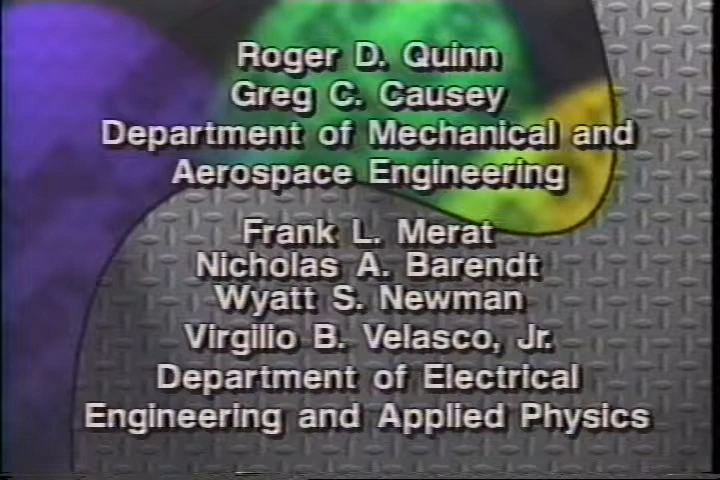 Roger D. Quinn
Greg C. Causey
Department of Mechanical and
Aerospace Engineering
Frank L. Merat
Nicholas A. Barendt
Wyatt S. Newman
Virgilio B. Velasco, Jr.
Department of Electrical
Engineering and Applied Physics